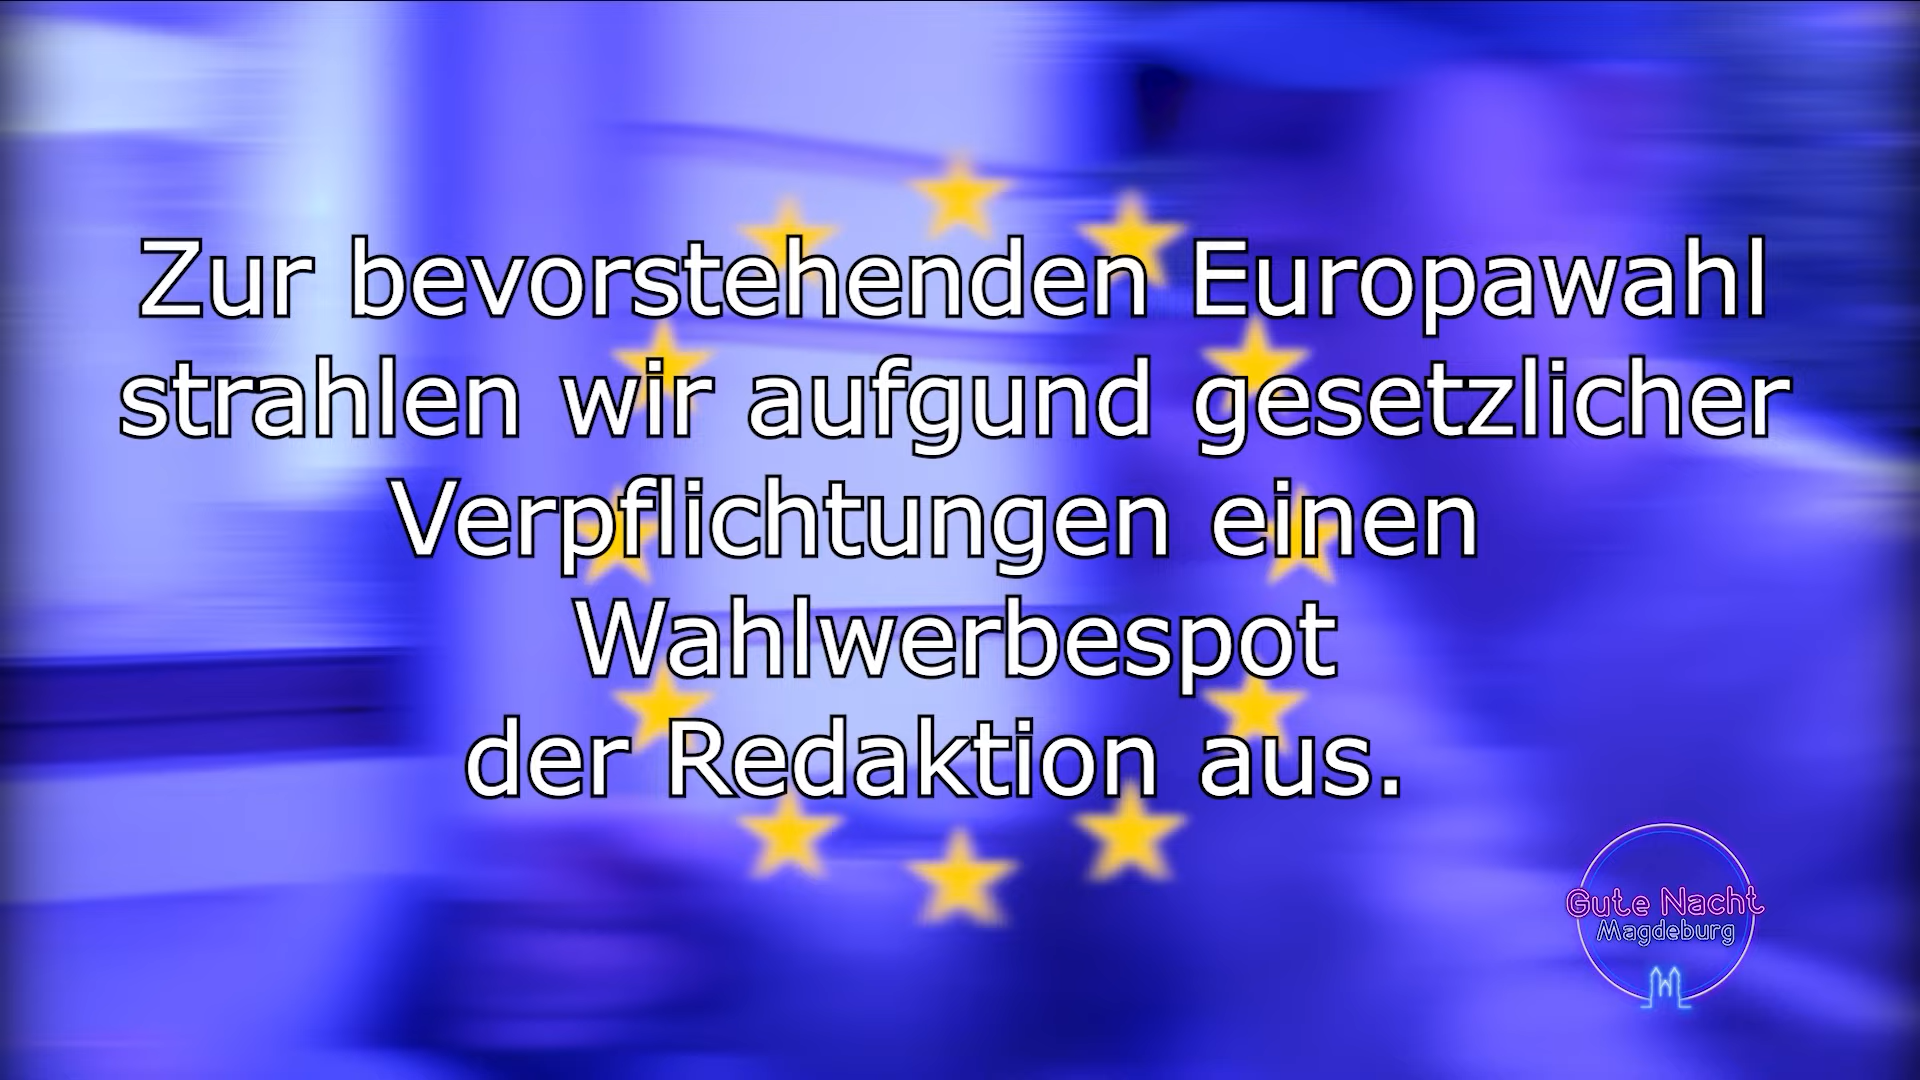 Zur bevorstehenden Europawahl
strahlen wir aufgund gesetzlicher
Verpflichtungen einen
Wahlwerbespot
der Redaktion aus.
Gute Nacht
Magdeburg